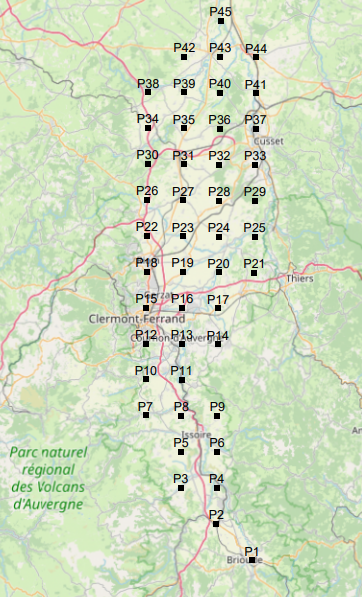 P45
P42 P43 P44
P38 P39 P40 P41
P34 P35 P36 P37
Cusset
P30 P31 P32 P33
P26 P27 P28 P29
P22 P23 P24 P25
P18 P19 P20 P21
Thiers
P15 P16 P17
Clermont-Ferrand
P12 P13 P14
P10 P11
P7 P8 P9
Issoire
P5 P6
Parc naturel
régional
des Volcans
d'Auvergne
P3 P4
P2
P1